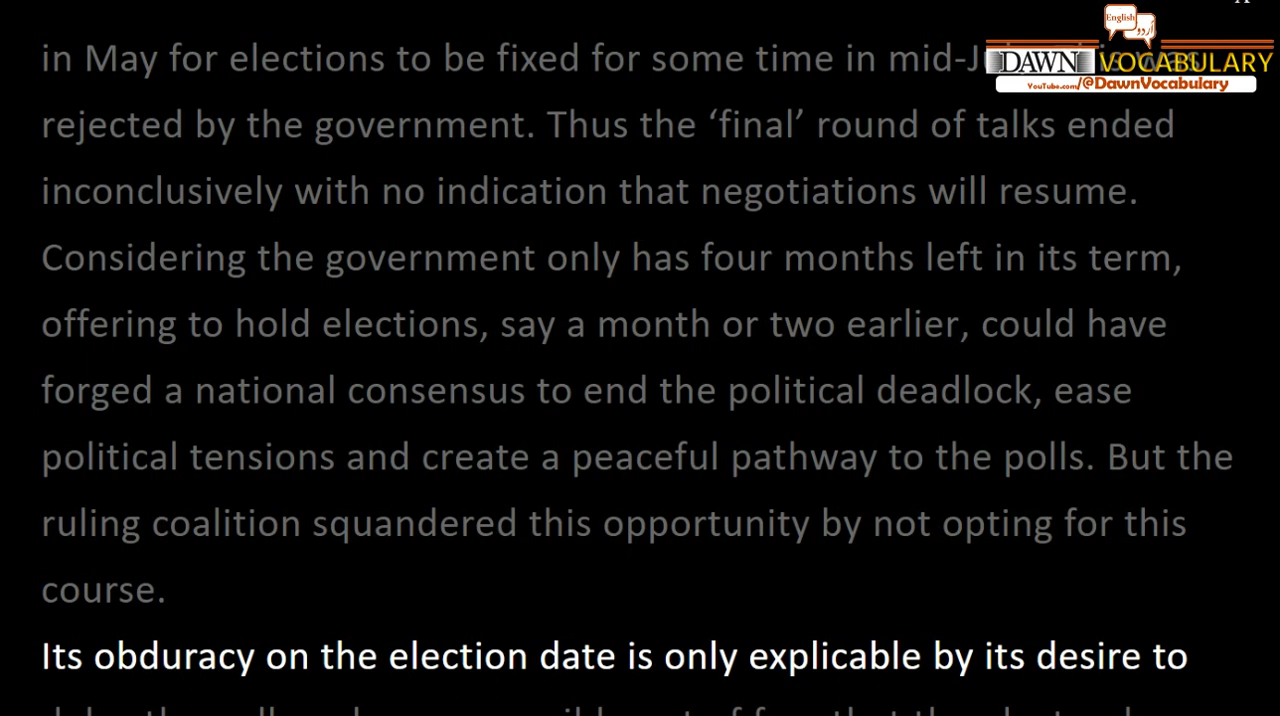 English
اُردُو
DAWN VOCABULARY
YouTube.com/@DawnVocabulary
in May for elections to be fixed for some time in
rejected by the government. Thus the ‘final’ round of talks ended
inconclusively with no indication that negotiations will resume.
Considering the government only has four months left in its term,
offering to hold elections, say a month or two earlier, could have
forged a national consensus to end the political deadlock, ease
political tensions and create a peaceful pathway to the polls. But the
ruling coalition squandered this opportunity by not opting for this
course.
Its obduracy on the election date is only explicable by its desire to